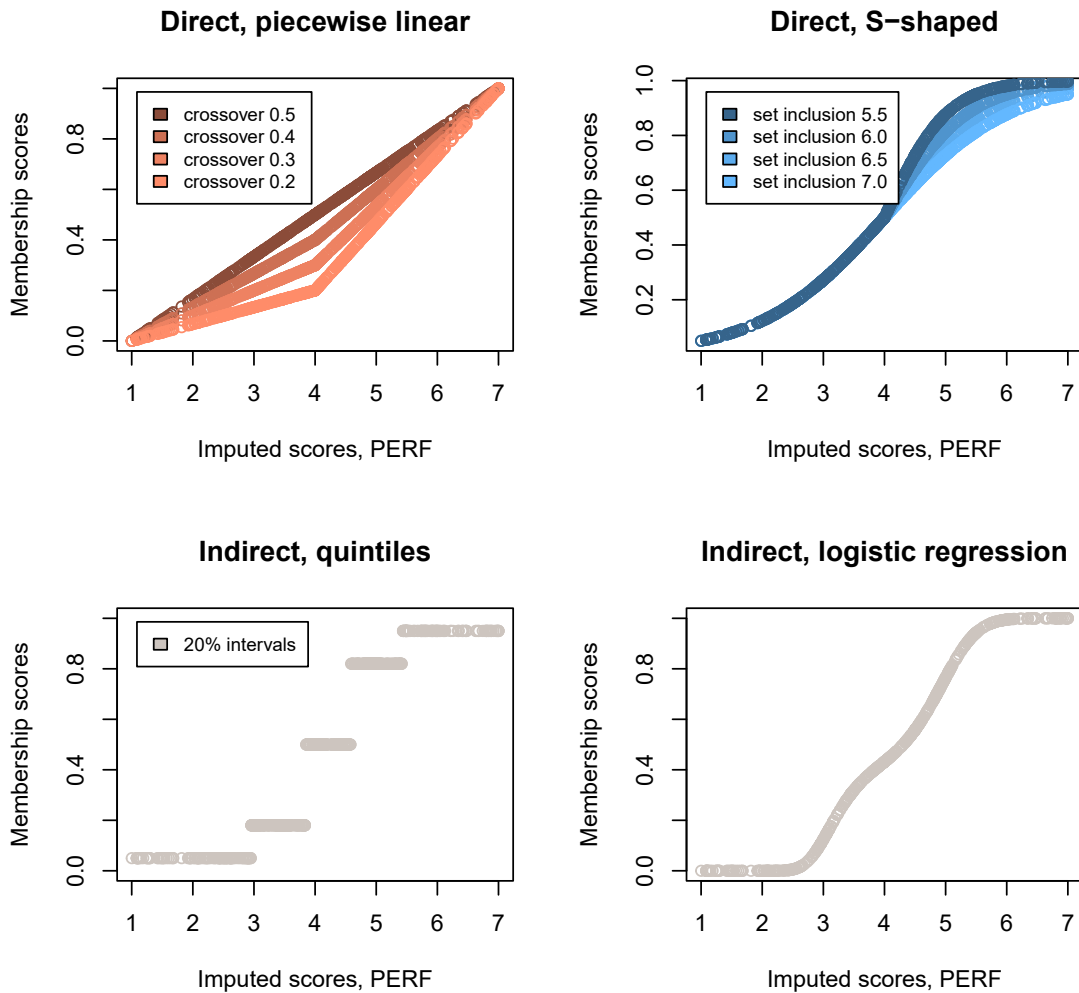 Direct, piecewise linear
Membership scores
0.0 0.4 0.8
crossover 0.5
crossover 0.4
crossover 0.3
crossover 0.2
1 2 3 4 5 6 7
Imputed scores, PERF
Direct, S−shaped
Membership scores
0.2 0.4 0.6 0.8 1.0
set inclusion 5.5
set inclusion 6.0
set inclusion 6.5
set inclusion 7.0
1 2 3 4 5 6 7
Imputed scores, PERF
Indirect, quintiles
Membership scores
0.0 0.4 0.8
20% intervals
1 2 3 4 5 6 7
Imputed scores, PERF
Indirect, logistic regression
Membership scores
0.0 0.4 0.8
1 2 3 4 5 6 7
Imputed scores, PERF